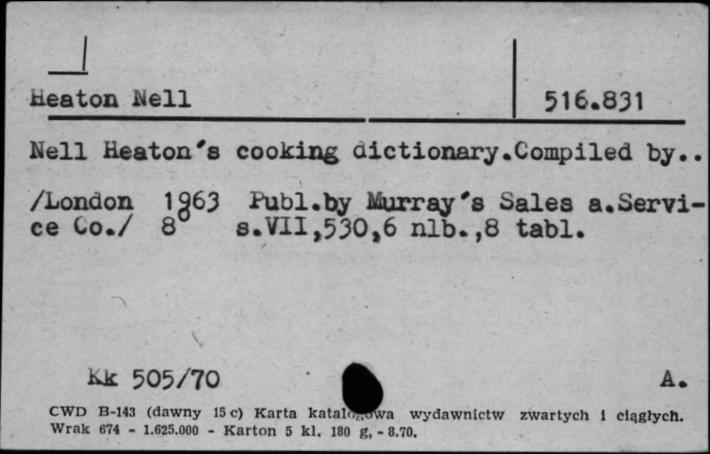 Heaton Nell 516.831
Nell Heaton's cooking dictionary.Compiled by..
/London 1963 Publ.by Murray's Sales a.Servi-
ce Co./ 8° s.VII,530,6 nlb.,8 tabl.
Kk 505/70 A.
CWD B-143 (dawny 15 c) Karta katalogowa wydawnictw zwartych i ciągłych.
Wrak 674 - 1.625.000 - Karton 5 kl. 180 g, - 8.70.